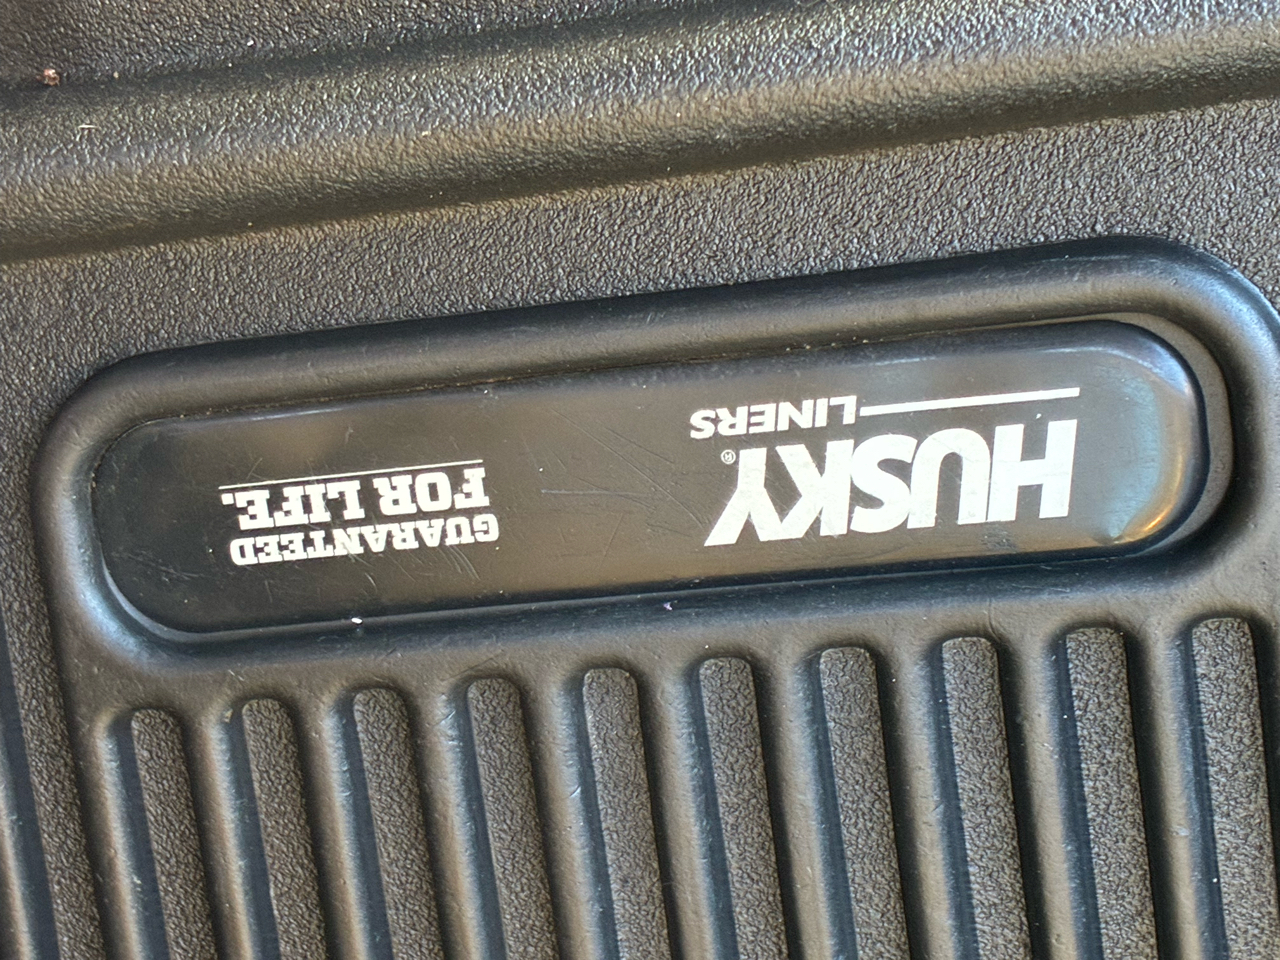 HUSKY®
LINERS
GUARANTEED
FOR LIFE.